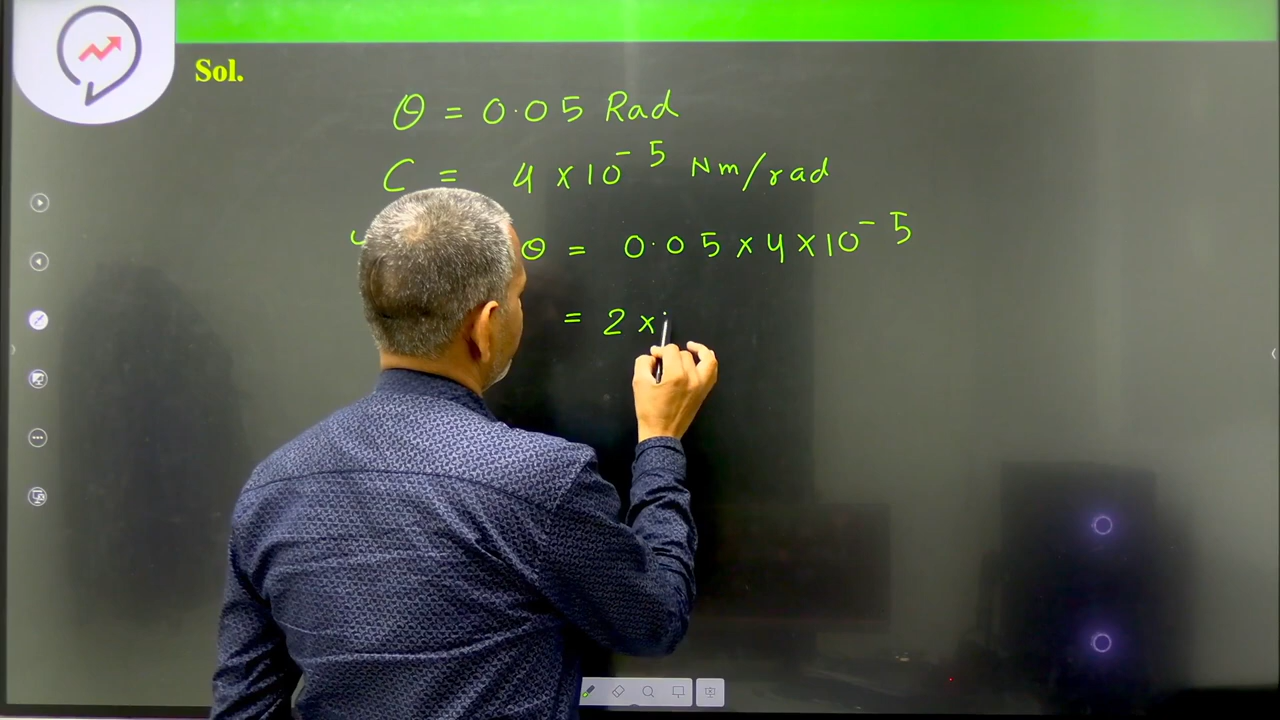 Sol.
θ = 0.05 Rad
C = 4 × 10⁻⁵ Nm/rad
θ = 0.05 × 4 × 10⁻⁵
= 2 ×